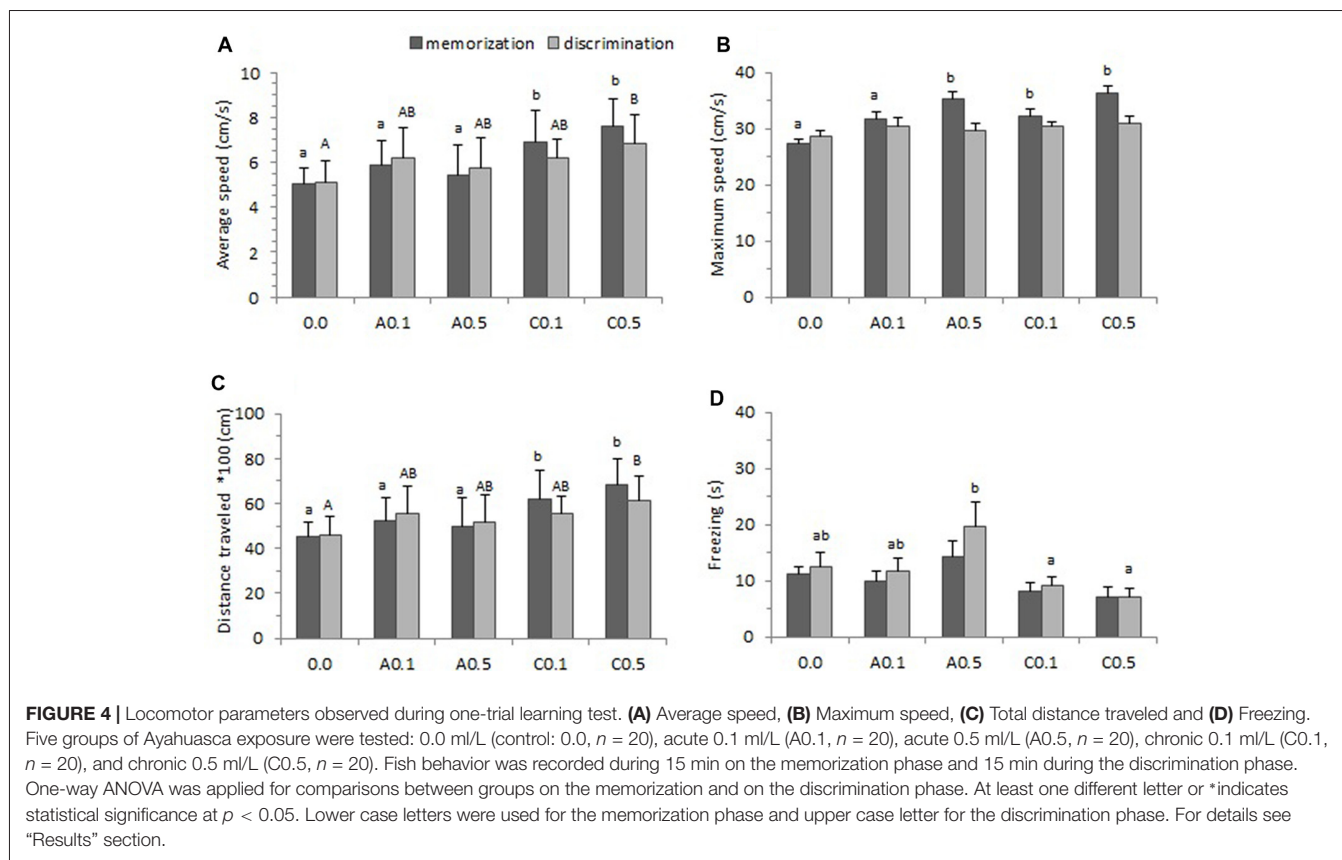 A
memorization discrimination
Average speed (cm/s)
10
8
6
4
2
0
a A
a AB
a AB
b AB
b B
0.0 A0.1 A0.5 C0.1 C0.5
B
Maximum speed (cm/s)
40
30
20
10
0
a
a
b
b
b
0.0 A0.1 A0.5 C0.1 C0.5
C
Distance traveled *100 (cm)
100
80
60
40
20
0
a A
a AB
a AB
b AB
b B
0.0 A0.1 A0.5 C0.1 C0.5
D
Freezing (s)
40
30
20
10
0
ab
ab
b
a
a
0.0 A0.1 A0.5 C0.1 C0.5
FIGURE 4 | Locomotor parameters observed during one-trial learning test. (A) Average speed, (B) Maximum speed, (C) Total distance traveled and (D) Freezing.
Five groups of Ayahuasca exposure were tested: 0.0 ml/L (control: 0.0, n = 20), acute 0.1 ml/L (A0.1, n = 20), acute 0.5 ml/L (A0.5, n = 20), chronic 0.1 ml/L (C0.1,
n = 20), and chronic 0.5 ml/L (C0.5, n = 20). Fish behavior was recorded during 15 min on the memorization phase and 15 min during the discrimination phase.
One-way ANOVA was applied for comparisons between groups on the memorization and on the discrimination phase. At least one different letter or *indicates
statistical significance at p < 0.05. Lower case letters were used for the memorization phase and upper case letter for the discrimination phase. For details see
“Results” section.